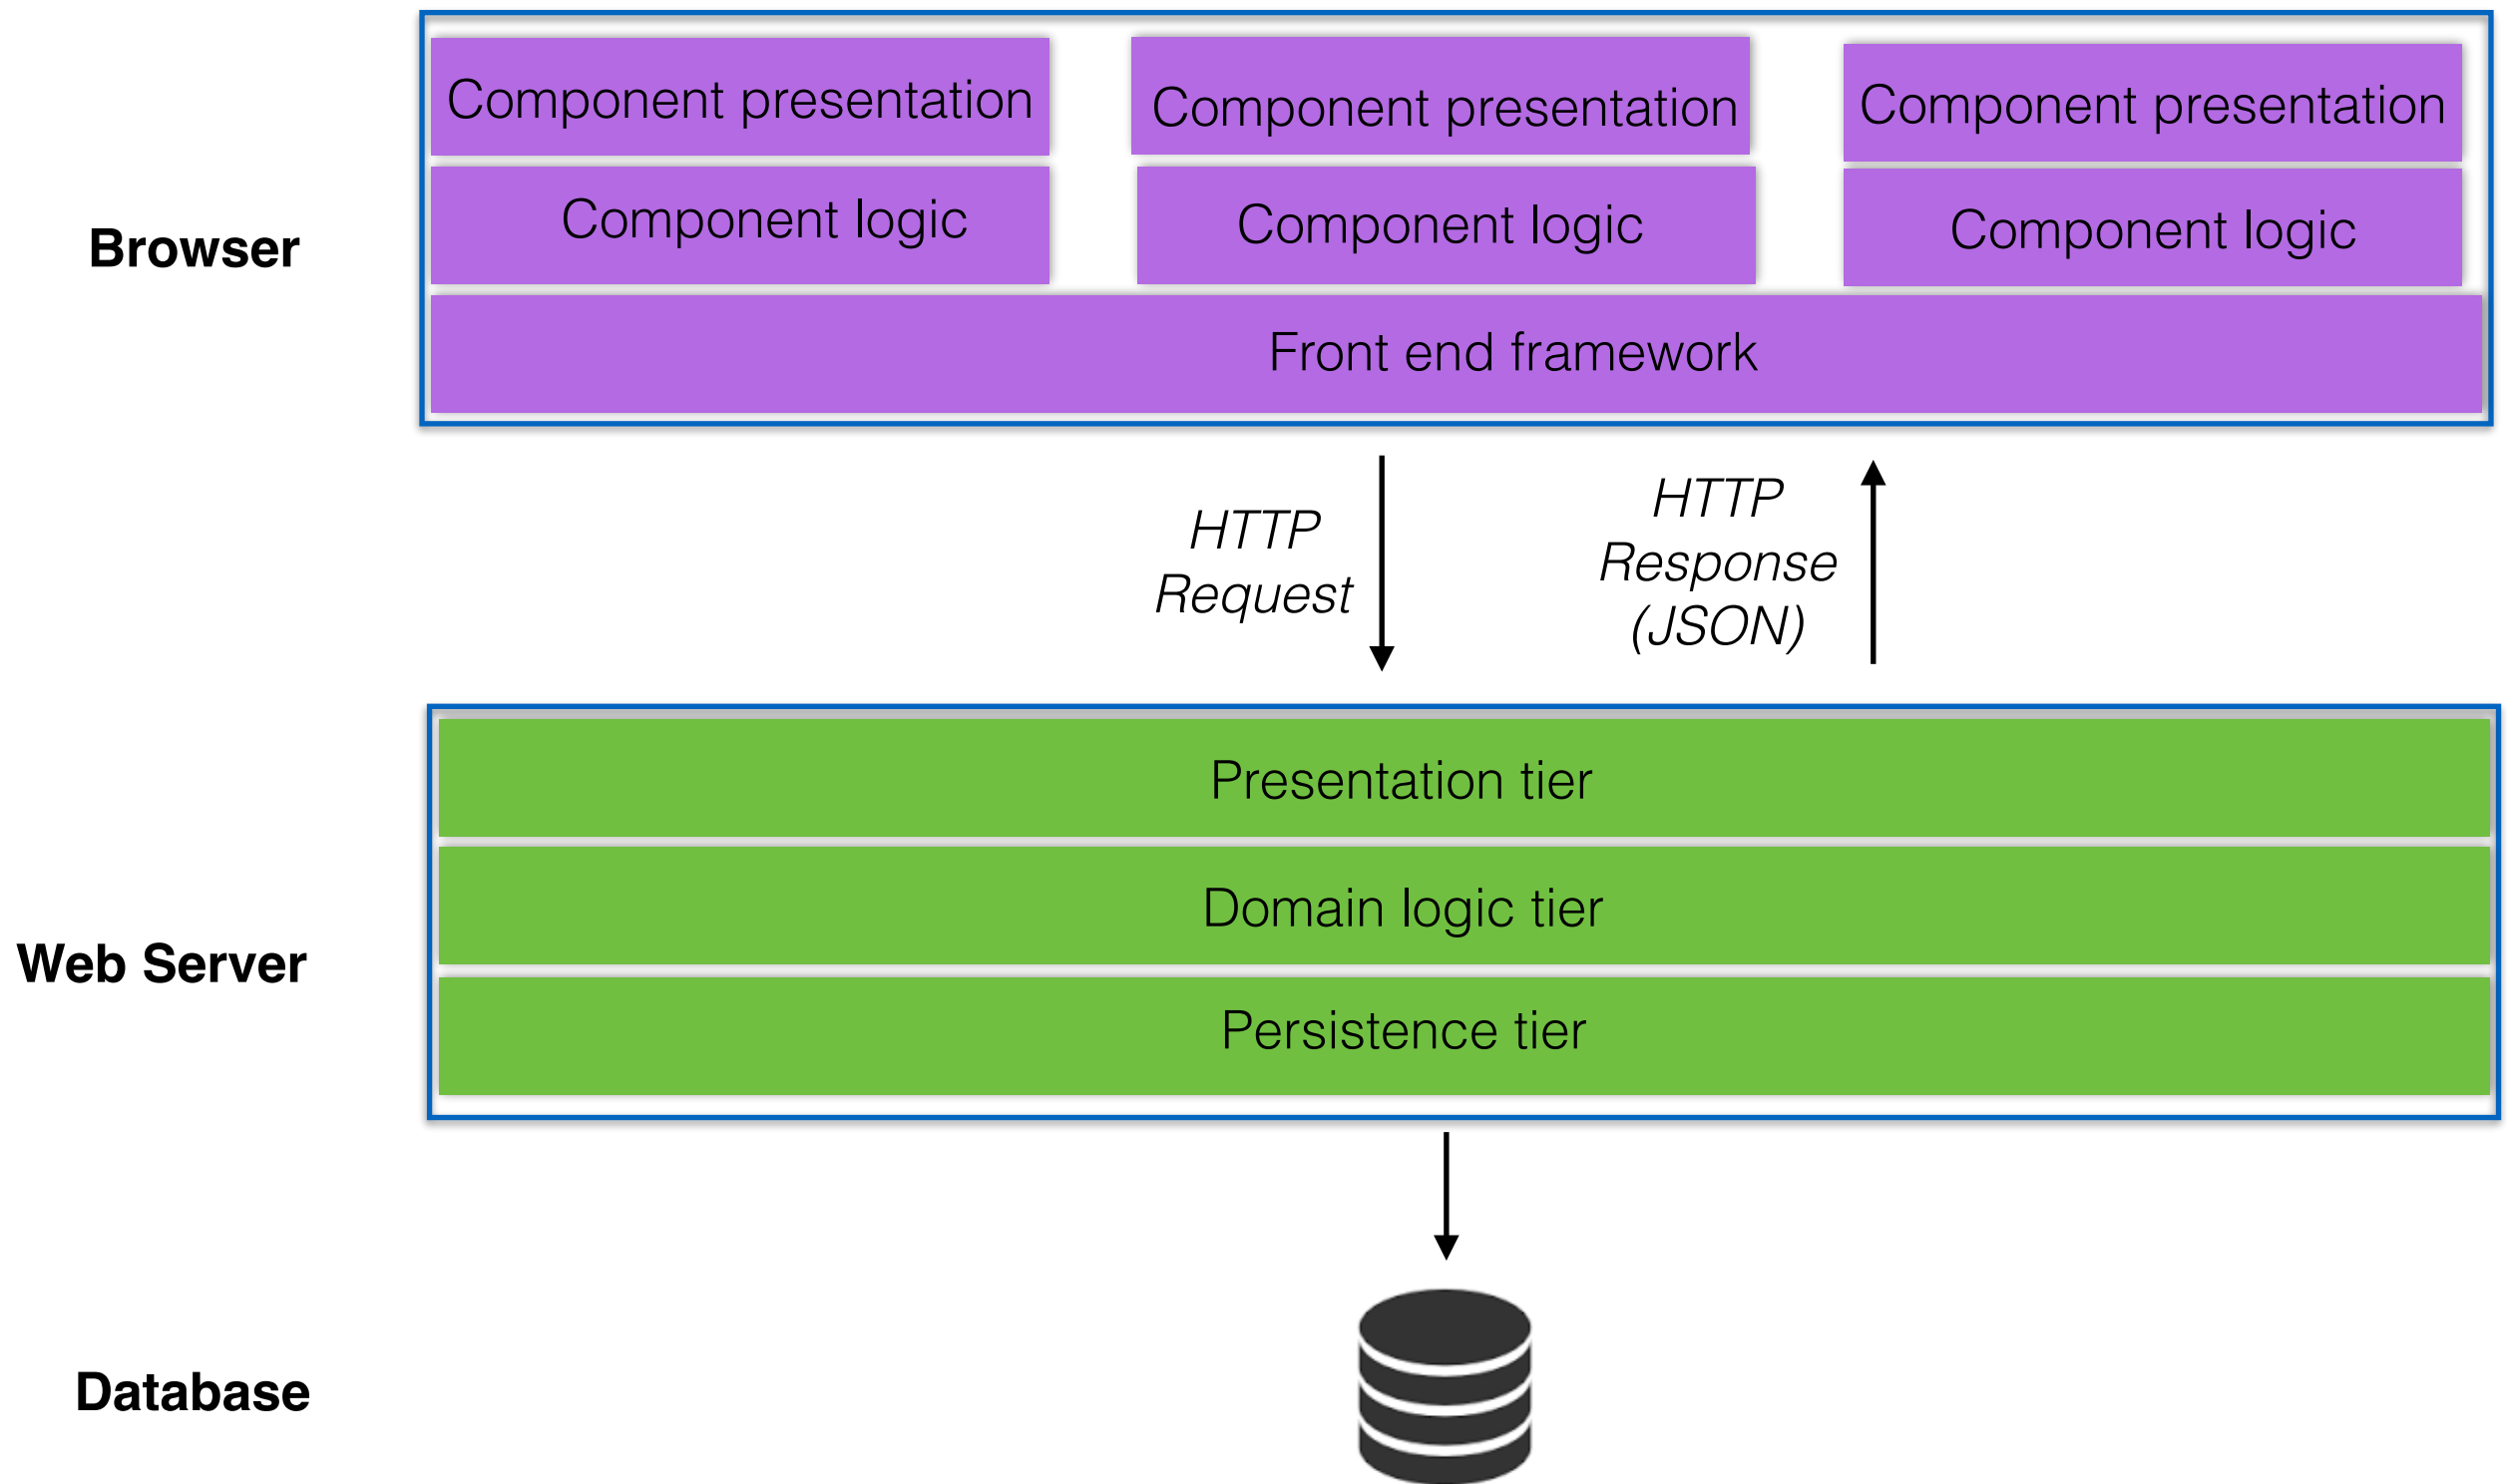 Component presentation
Component presentation
Component presentation
Component logic
Component logic
Component logic
Browser
Front end framework
HTTP
Request
HTTP
Response
(JSON)
Presentation tier
Domain logic tier
Web Server
Persistence tier
Database